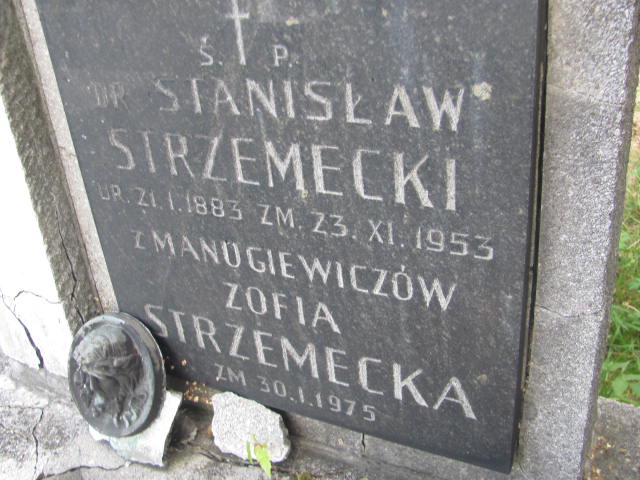 Ś. P.
DR STANISŁAW
STRZEMECKI
UR. 21.I.1883 ZM. 23.XI.1953
Z MANUGIEWICZÓW
ZOFIA
STRZEMECKA
ZM 30.I.1975